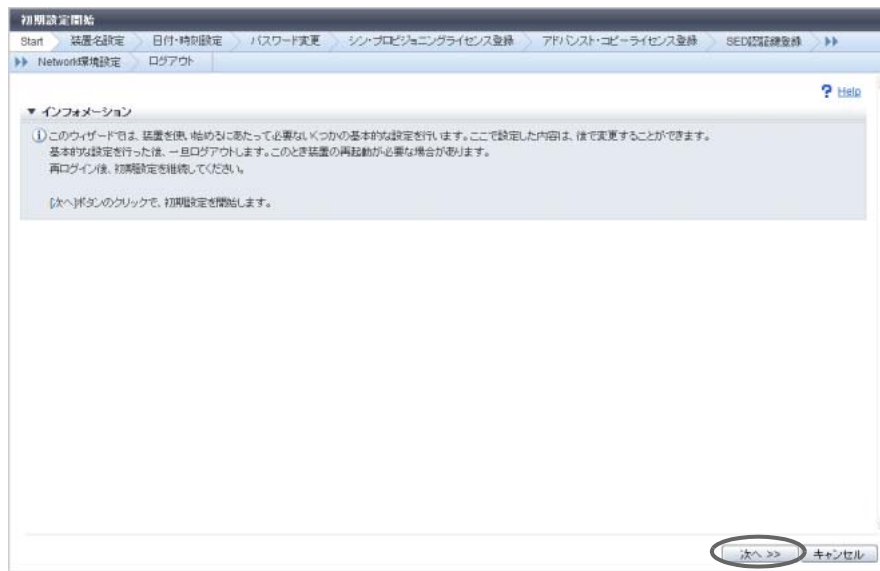 初期設定開始
Start 装置名設定 日付・時刻設定 パスワード変更 シン・プロビジョニングライセンス登録 アドバンスト・コピーライセンス登録 SED認証鍵登録
Network環境設定 ログアウト
? Help
▼ インフォメーション
このウィザードでは、装置を使い始めるにあたって必要ないくつかの基本的な設定を行います。ここで設定した内容は、後で変更することができます。
基本的な設定を行った後、一旦ログアウトします。このとき装置の再起動が必要な場合があります。
再ログイン後、初期設定を継続してください。
[次へ]ボタンのクリックで、初期設定を開始します。
次へ >> キャンセル